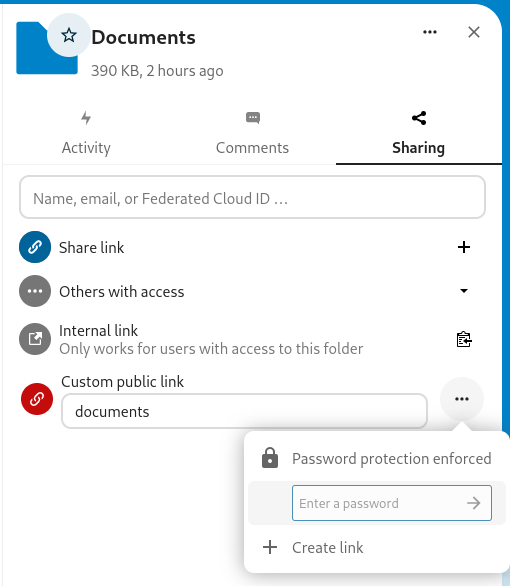 Documents
390 KB, 2 hours ago
Activity
Comments
Sharing
Name, email, or Federated Cloud ID ...
Share link
Others with access
Internal link
Only works for users with access to this folder
Custom public link
documents
Password protection enforced
Enter a password
Create link